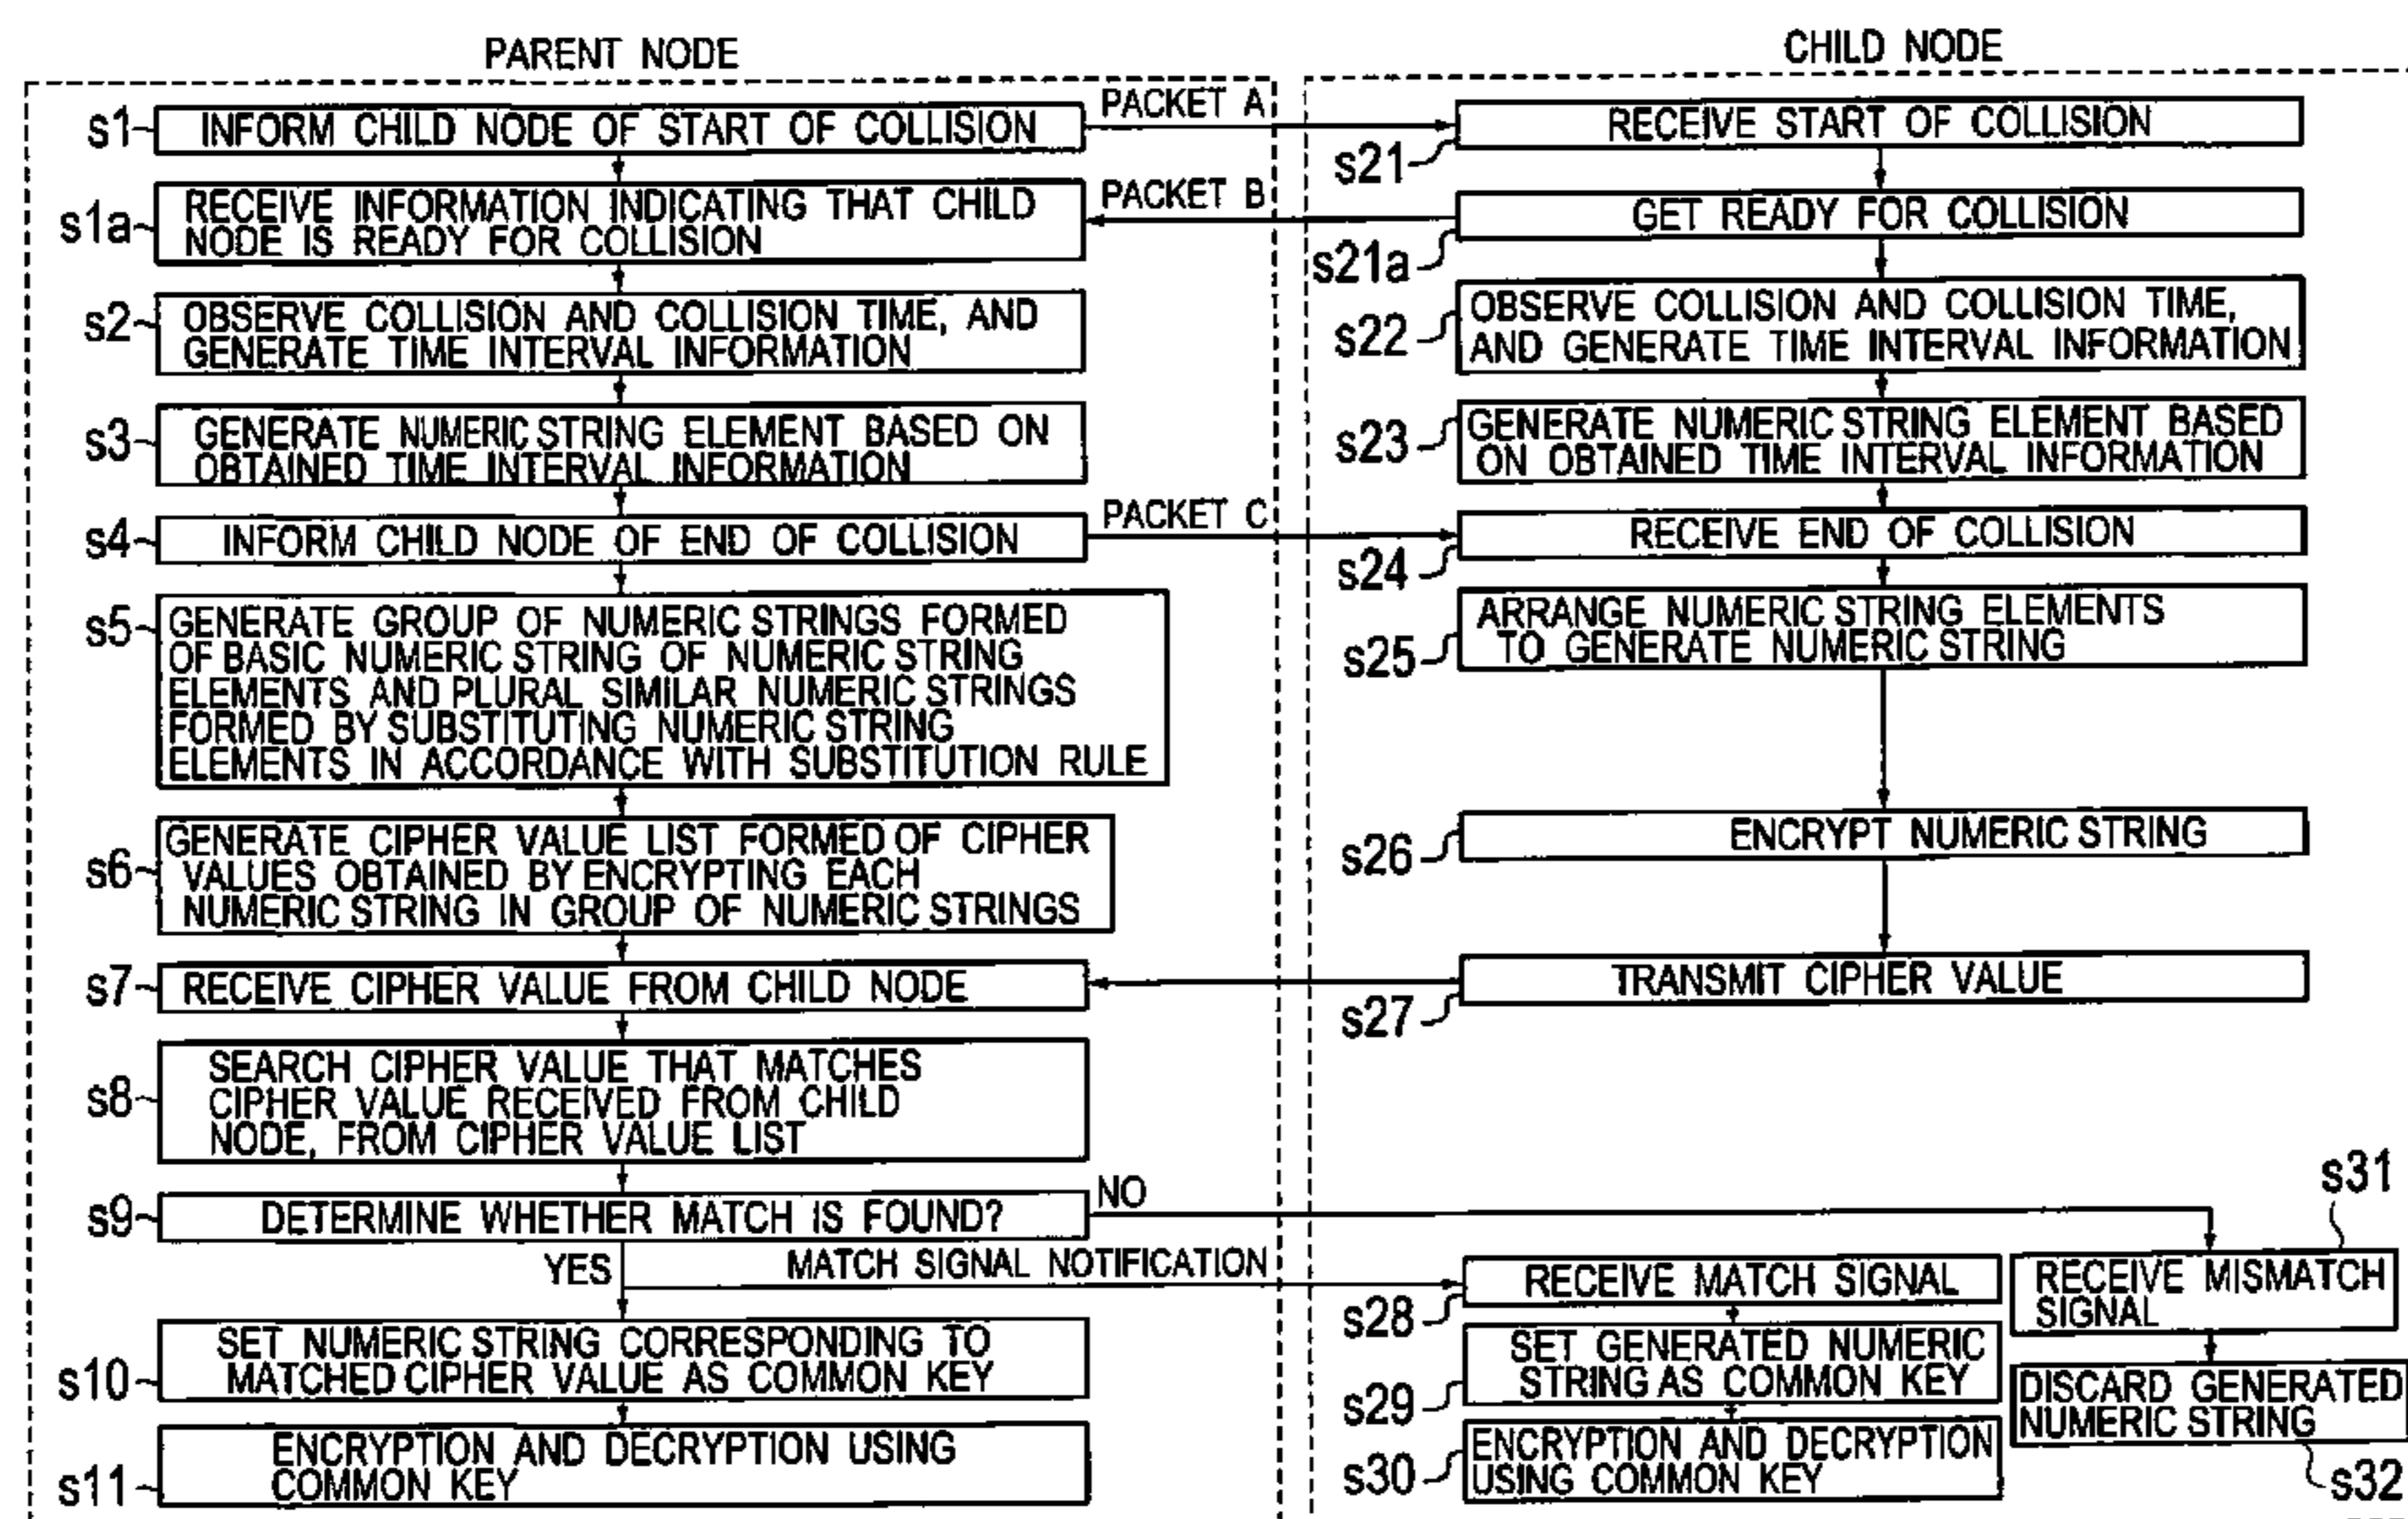 PARENT NODE
s1
INFORM CHILD NODE OF START OF COLLISION
s1a
RECEIVE INFORMATION INDICATING THAT CHILD
NODE IS READY FOR COLLISION
s2
OBSERVE COLLISION AND COLLISION TIME, AND
GENERATE TIME INTERVAL INFORMATION
s3
GENERATE NUMERIC STRING ELEMENT BASED ON
OBTAINED TIME INTERVAL INFORMATION
s4
INFORM CHILD NODE OF END OF COLLISION
s5
GENERATE GROUP OF NUMERIC STRINGS FORMED
OF BASIC NUMERIC STRING OF NUMERIC STRING
ELEMENTS AND PLURAL SIMILAR NUMERIC STRINGS
FORMED BY SUBSTITUTING NUMERIC STRING
ELEMENTS IN ACCORDANCE WITH SUBSTITUTION RULE
s6
GENERATE CIPHER VALUE LIST FORMED OF CIPHER
VALUES OBTAINED BY ENCRYPTING EACH
NUMERIC STRING IN GROUP OF NUMERIC STRINGS
s7
RECEIVE CIPHER VALUE FROM CHILD NODE
s8
SEARCH CIPHER VALUE THAT MATCHES
CIPHER VALUE RECEIVED FROM CHILD
NODE, FROM CIPHER VALUE LIST
s9
DETERMINE WHETHER MATCH IS FOUND?
NO
YES
MATCH SIGNAL NOTIFICATION
s10
SET NUMERIC STRING CORRESPONDING TO
MATCHED CIPHER VALUE AS COMMON KEY
s11
ENCRYPTION AND DECRYPTION USING
COMMON KEY
PACKET A
PACKET B
PACKET C
CHILD NODE
RECEIVE START OF COLLISION
s21
GET READY FOR COLLISION
s21a
OBSERVE COLLISION AND COLLISION TIME,
AND GENERATE TIME INTERVAL INFORMATION
s22
GENERATE NUMERIC STRING ELEMENT BASED
ON OBTAINED TIME INTERVAL INFORMATION
s23
RECEIVE END OF COLLISION
s24
ARRANGE NUMERIC STRING ELEMENTS
TO GENERATE NUMERIC STRING
s25
ENCRYPT NUMERIC STRING
s26
TRANSMIT CIPHER VALUE
s27
RECEIVE MATCH SIGNAL
s28
SET GENERATED NUMERIC
STRING AS COMMON KEY
s29
ENCRYPTION AND DECRYPTION
USING COMMON KEY
s30
s31
RECEIVE MISMATCH
SIGNAL
DISCARD GENERATED
NUMERIC STRING
s32